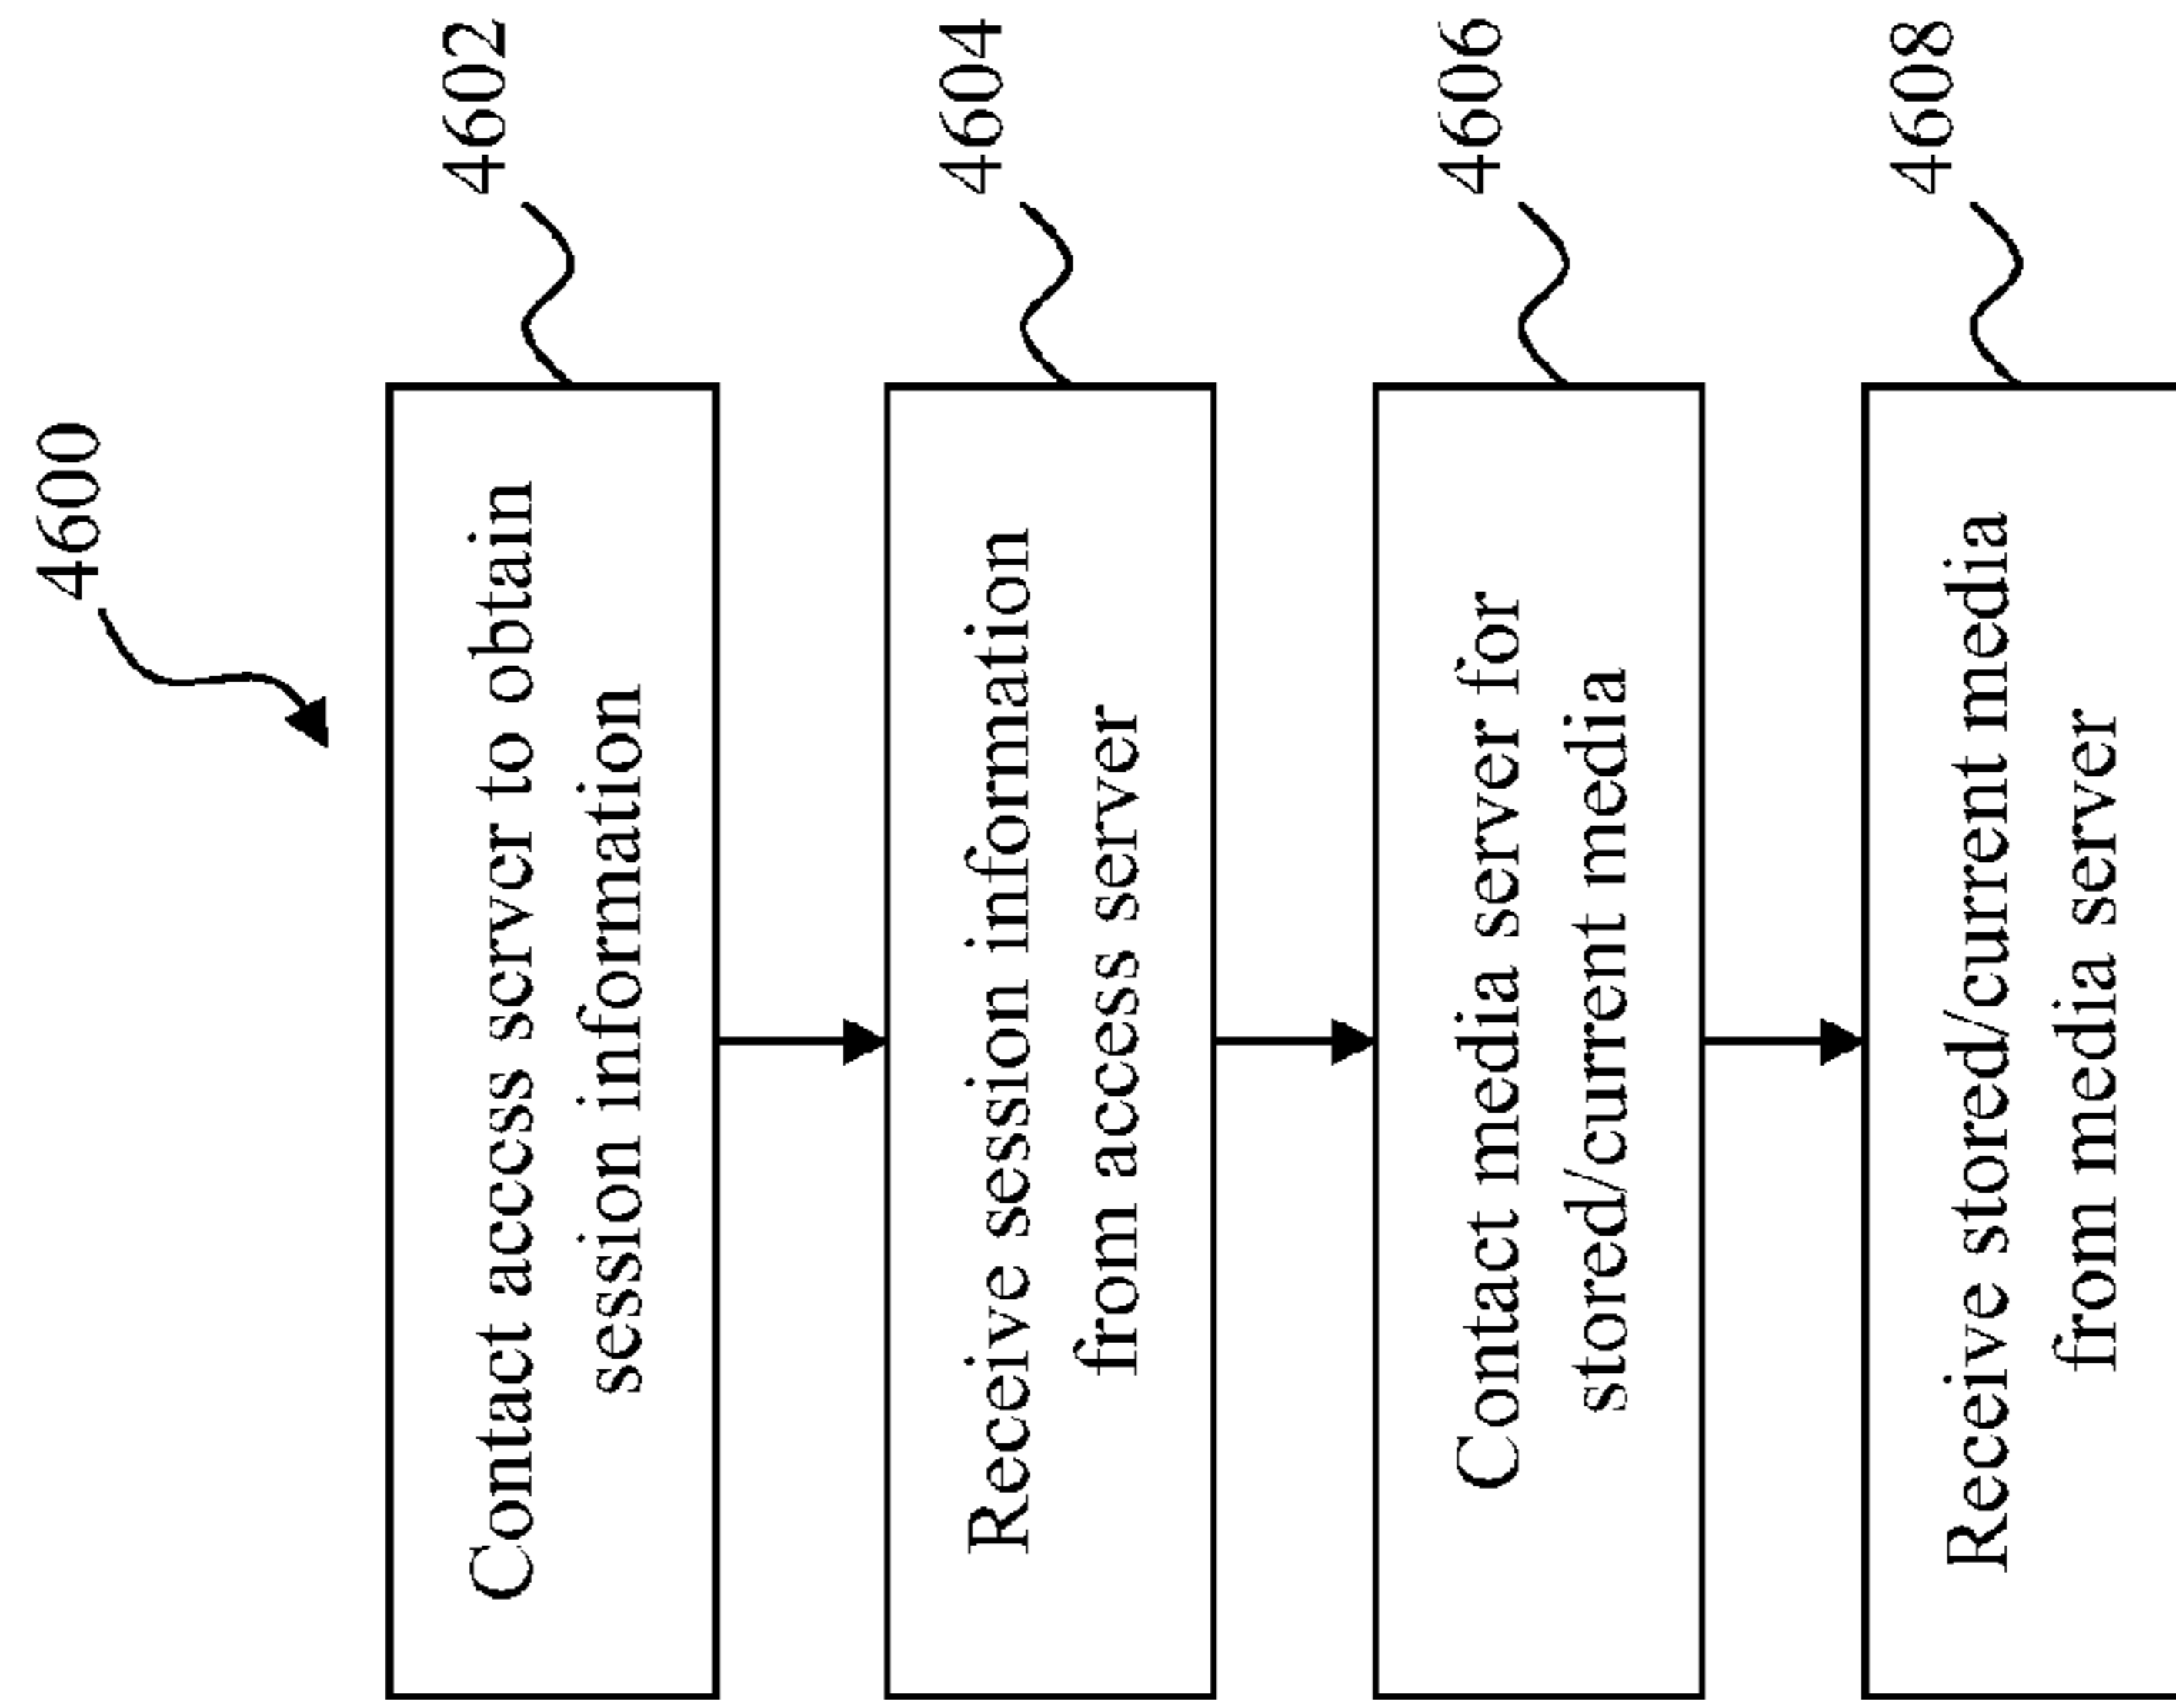 4600
Contact access server to obtain
session information
4602
Receive session information
from access server
4604
Contact media server for
stored/current media
4606
Receive stored/current media
from media server
4608